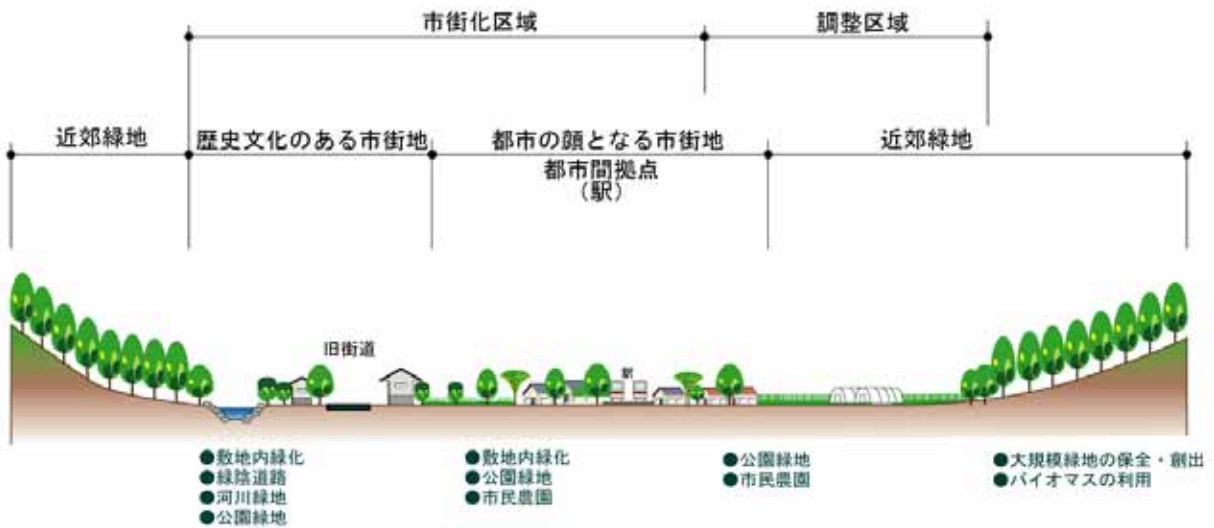 市街化区域
調整区域
近郊緑地
歴史文化のある市街地
都市の顔となる市街地
近郊緑地
都市間拠点
（駅）
旧街道
駅
●敷地内緑化
●緑陰道路
●河川緑地
●公園緑地
●敷地内緑化
●公園緑地
●市民農園
●公園緑地
●市民農園
●大規模緑地の保全・創出
●バイオマスの利用